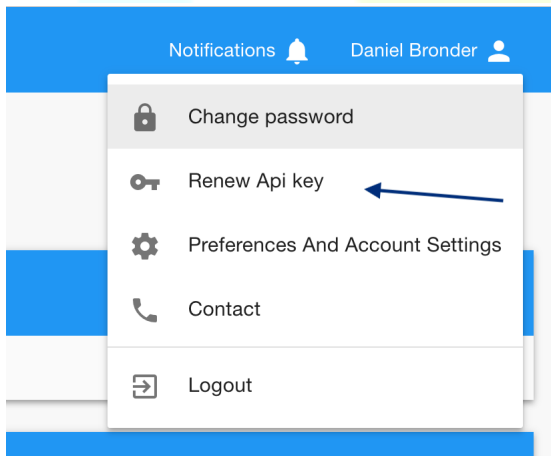 Notifications
Daniel Bronder
Change password
Renew Api key
Preferences And Account Settings
Contact
Logout